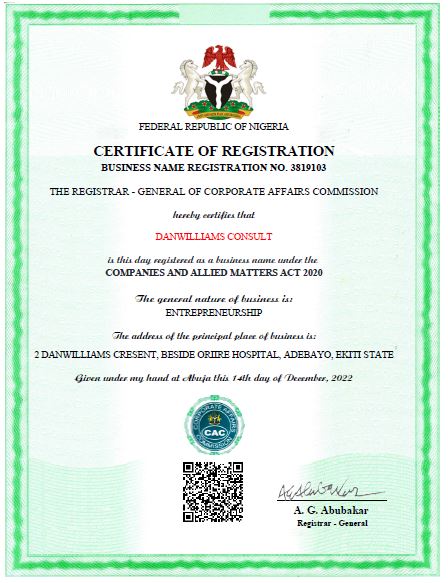 FEDERAL REPUBLIC OF NIGERIA
CERTIFICATE OF REGISTRATION
BUSINESS NAME REGISTRATION NO. 3819103
THE REGISTRAR - GENERAL OF CORPORATE AFFAIRS COMMISSION
hereby certifies that
DANWILLIAMS CONSULT
is this day registered as a business name under the
COMPANIES AND ALLIED MATTERS ACT 2020
The general nature of business is:
ENTREPRENEURSHIP
The address of the principal place of business is:
2 DANWILLIAMS CRESENT, BESIDE ORIIRE HOSPITAL, ADEBAYO, EKITI STATE
Given under my hand at Abuja this 14th day of December, 2022
CORPORATE AFFAIRS
CAC
COMMISSION
A. G. Abubakar
Registrar - General